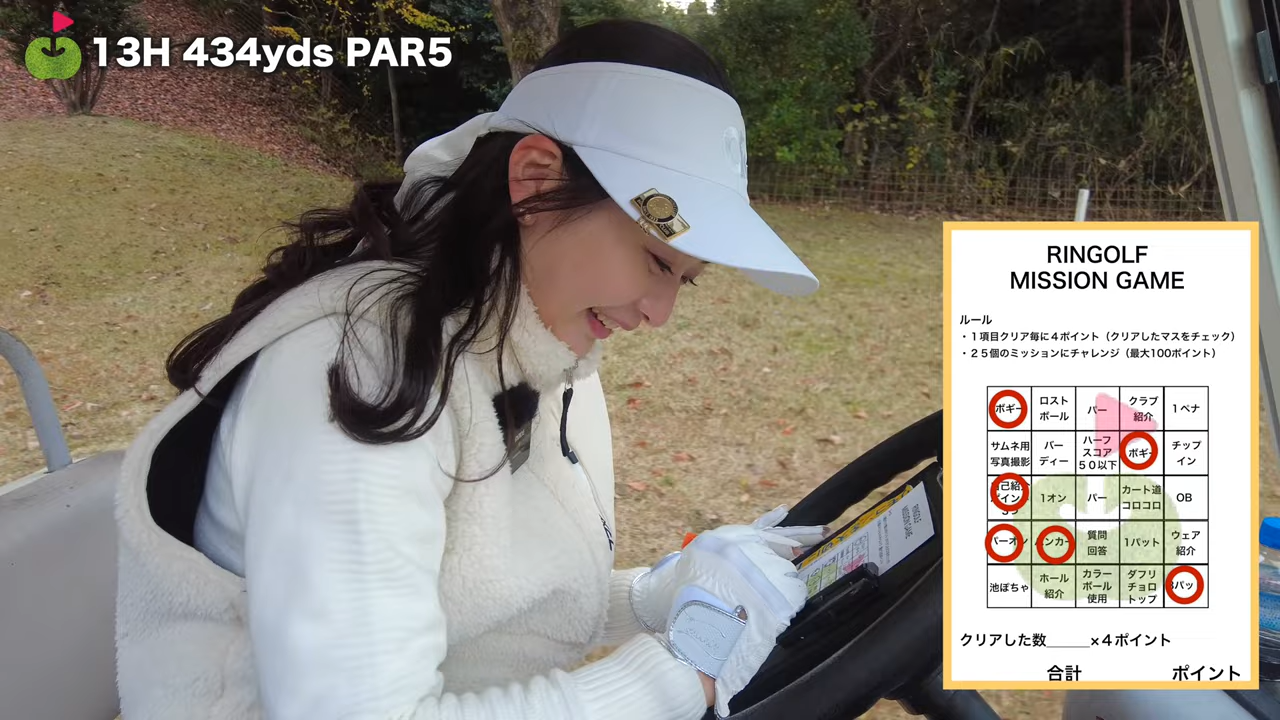 13H 434yds PAR5
RINGOLF
MISSION GAME
ルール
・１項目クリア毎に４ポイント（クリアしたマスをチェック）
・２５個のミッションにチャレンジ（最大100ポイント）
ボギー
ロスト
ボール
パー
クラブ
紹介
１ペナ
サムネ用
写真撮影
バー
ディー
ハーフ
スコア
５０以下
ボギー
チップ
イン
1オン
パー
カート道
コロコロ
OB
質問
回答
1パット
ウェア
紹介
池ぽちゃ
ホール
紹介
カラー
ボール
使用
ダフリ
チョロ
トップ
クリアした数_____×４ポイント
合計
ポイント
RINGOLF
MISSION GAME